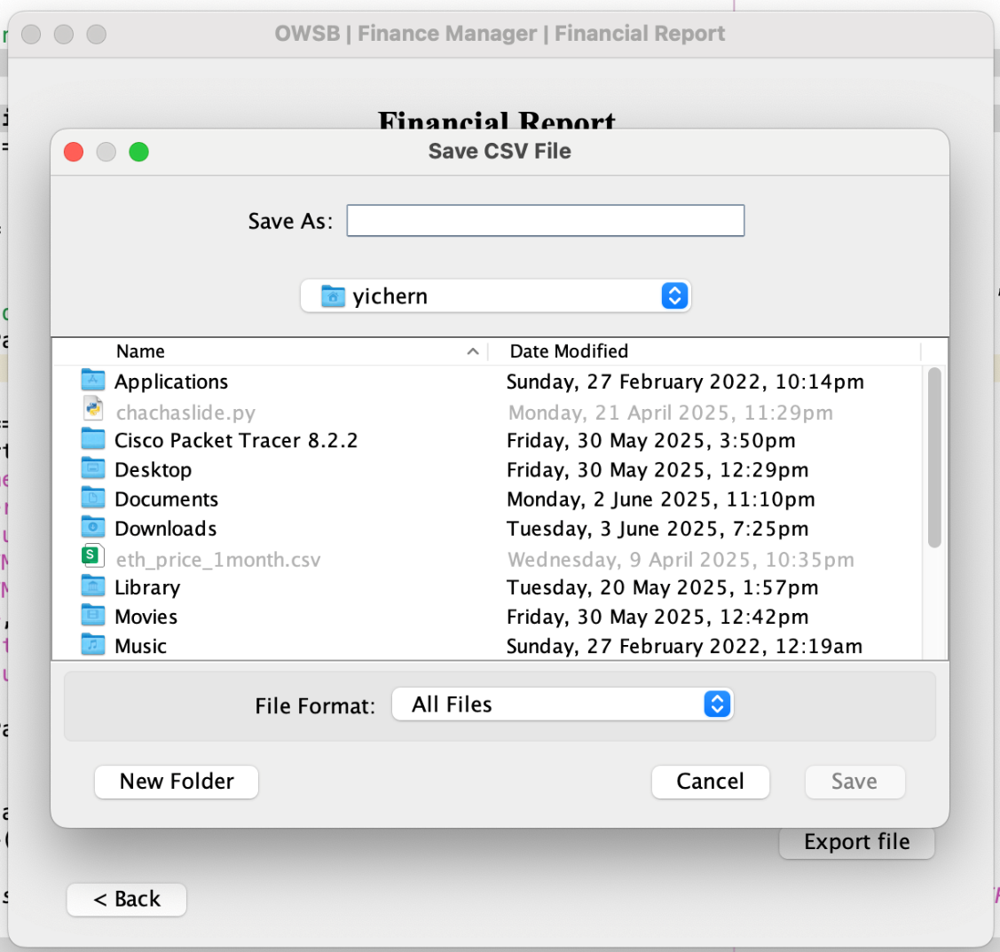 OWSB | Finance Manager | Financial Report
Financial Report
Save CSV File
Save As:
yichern
Name Date Modified
Applications Sunday, 27 February 2022, 10:14pm
chachaslide.py Monday, 21 April 2025, 11:29pm
Cisco Packet Tracer 8.2.2 Friday, 30 May 2025, 3:50pm
Desktop Friday, 30 May 2025, 12:29pm
Documents Monday, 2 June 2025, 11:10pm
Downloads Tuesday, 3 June 2025, 7:25pm
eth_price_1month.csv Wednesday, 9 April 2025, 10:35pm
Library Tuesday, 20 May 2025, 1:57pm
Movies Friday, 30 May 2025, 12:42pm
Music Sunday, 27 February 2022, 12:19am
File Format: All Files
New Folder Cancel Save
Export file
< Back